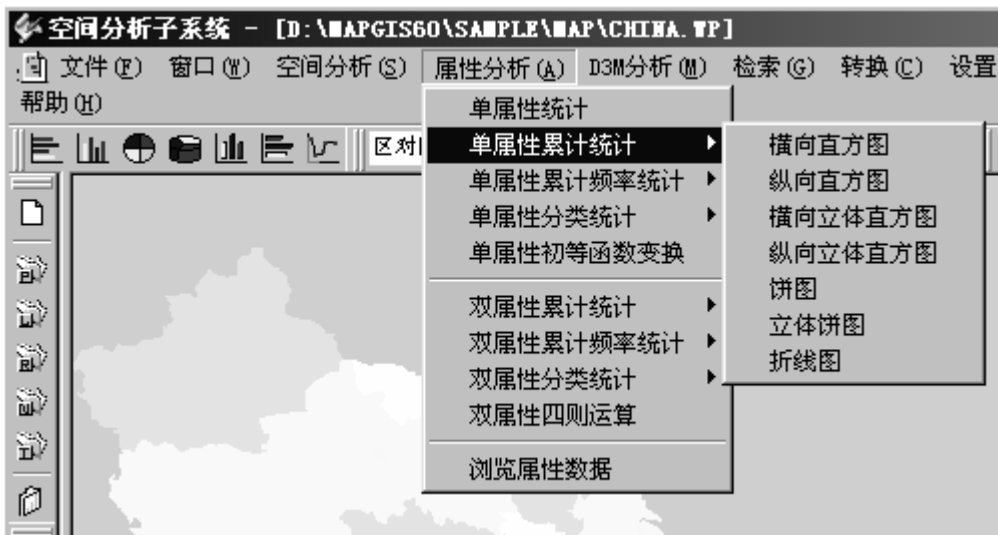 空间分析子系统 - [D:\MAPGIS60\SAMPLE\MAP\CHINA.WP]
文件(F) 窗口(W) 空间分析(S) 属性分析(A) D3M分析(M) 检索(G) 转换(C) 设置
帮助(H)
区对
单属性统计
单属性累计统计
单属性累计频率统计
单属性分类统计
单属性初等函数变换
双属性累计统计
双属性累计频率统计
双属性分类统计
双属性四则运算
浏览属性数据
横向直方图
纵向直方图
横向立体直方图
纵向立体直方图
饼图
立体饼图
折线图